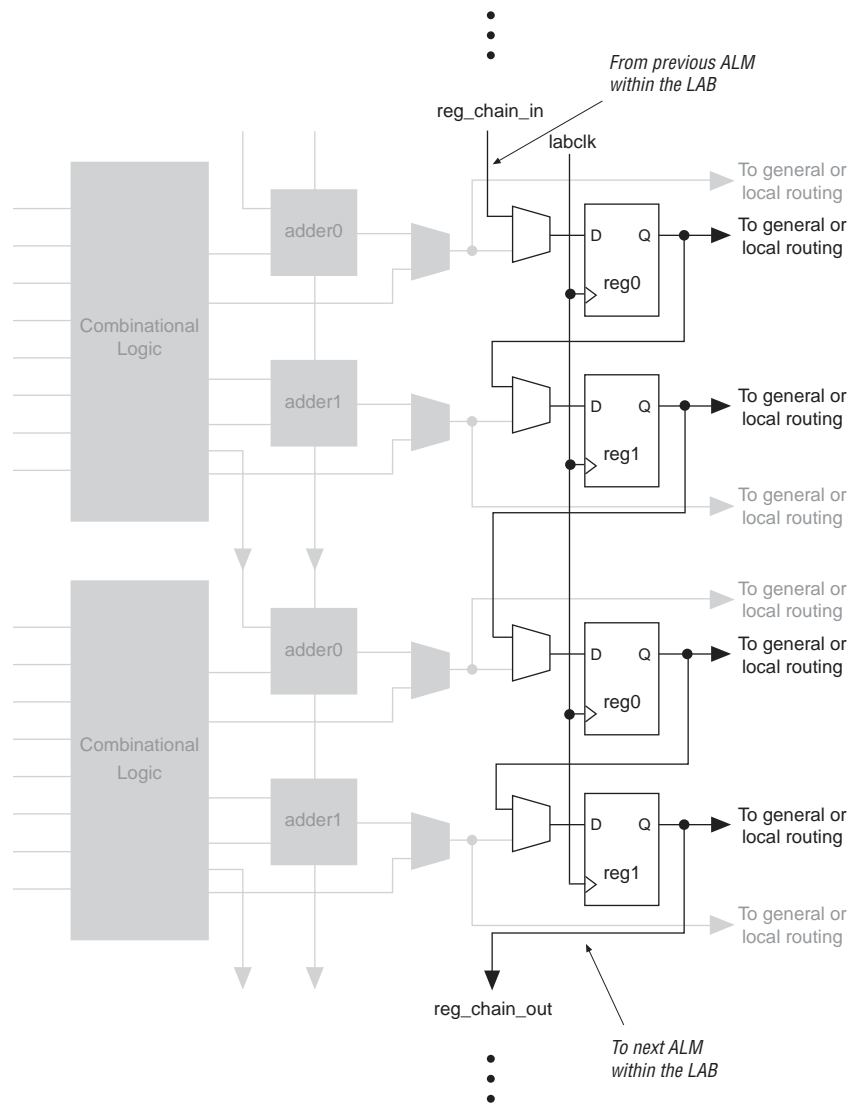 From previous ALM
within the LAB
reg_chain_in
labclk
To general or
local routing
adder0
D Q
To general or
local routing
reg0
Combinational
Logic
adder1
D Q
To general or
local routing
reg1
To general or
local routing
To general or
local routing
adder0
D Q
To general or
local routing
reg0
Combinational
Logic
adder1
D Q
To general or
local routing
reg1
To general or
local routing
reg_chain_out
To next ALM
within the LAB